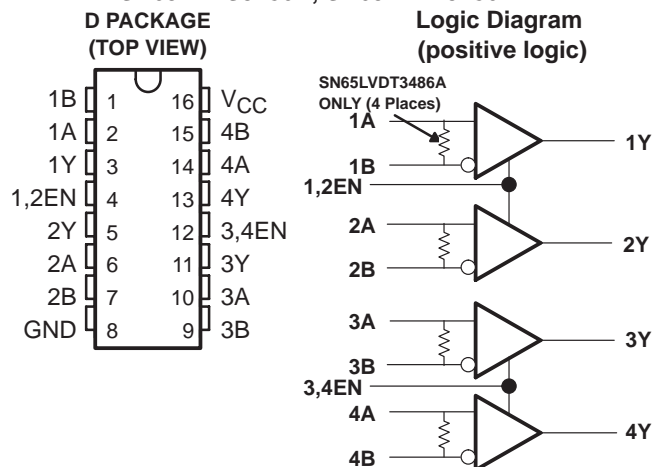 D PACKAGE
(TOP VIEW)
1B 1 16 VCC
1A 2 15 4B
1Y 3 14 4A
1,2EN 4 13 4Y
2Y 5 12 3,4EN
2A 6 11 3Y
2B 7 10 3A
GND 8 9 3B
Logic Diagram
(positive logic)
SN65LVDT3486A
ONLY (4 Places)
1A
1Y
1B
1,2EN
2A
2Y
2B
3A
3Y
3B
3,4EN
4A
4Y
4B